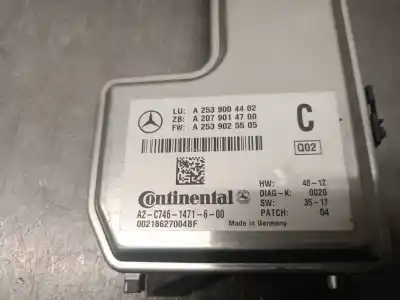 LU: A 253 900 44 02
ZB: A 207 901 47 00
FW: A 253 902 55 05
C
Q02
Continental
A2-C746-1471-6-00
00218627004BF
HW: 48-12
DIAG-K: 002G
SW: 35-17
PATCH: 04
Made in Germany